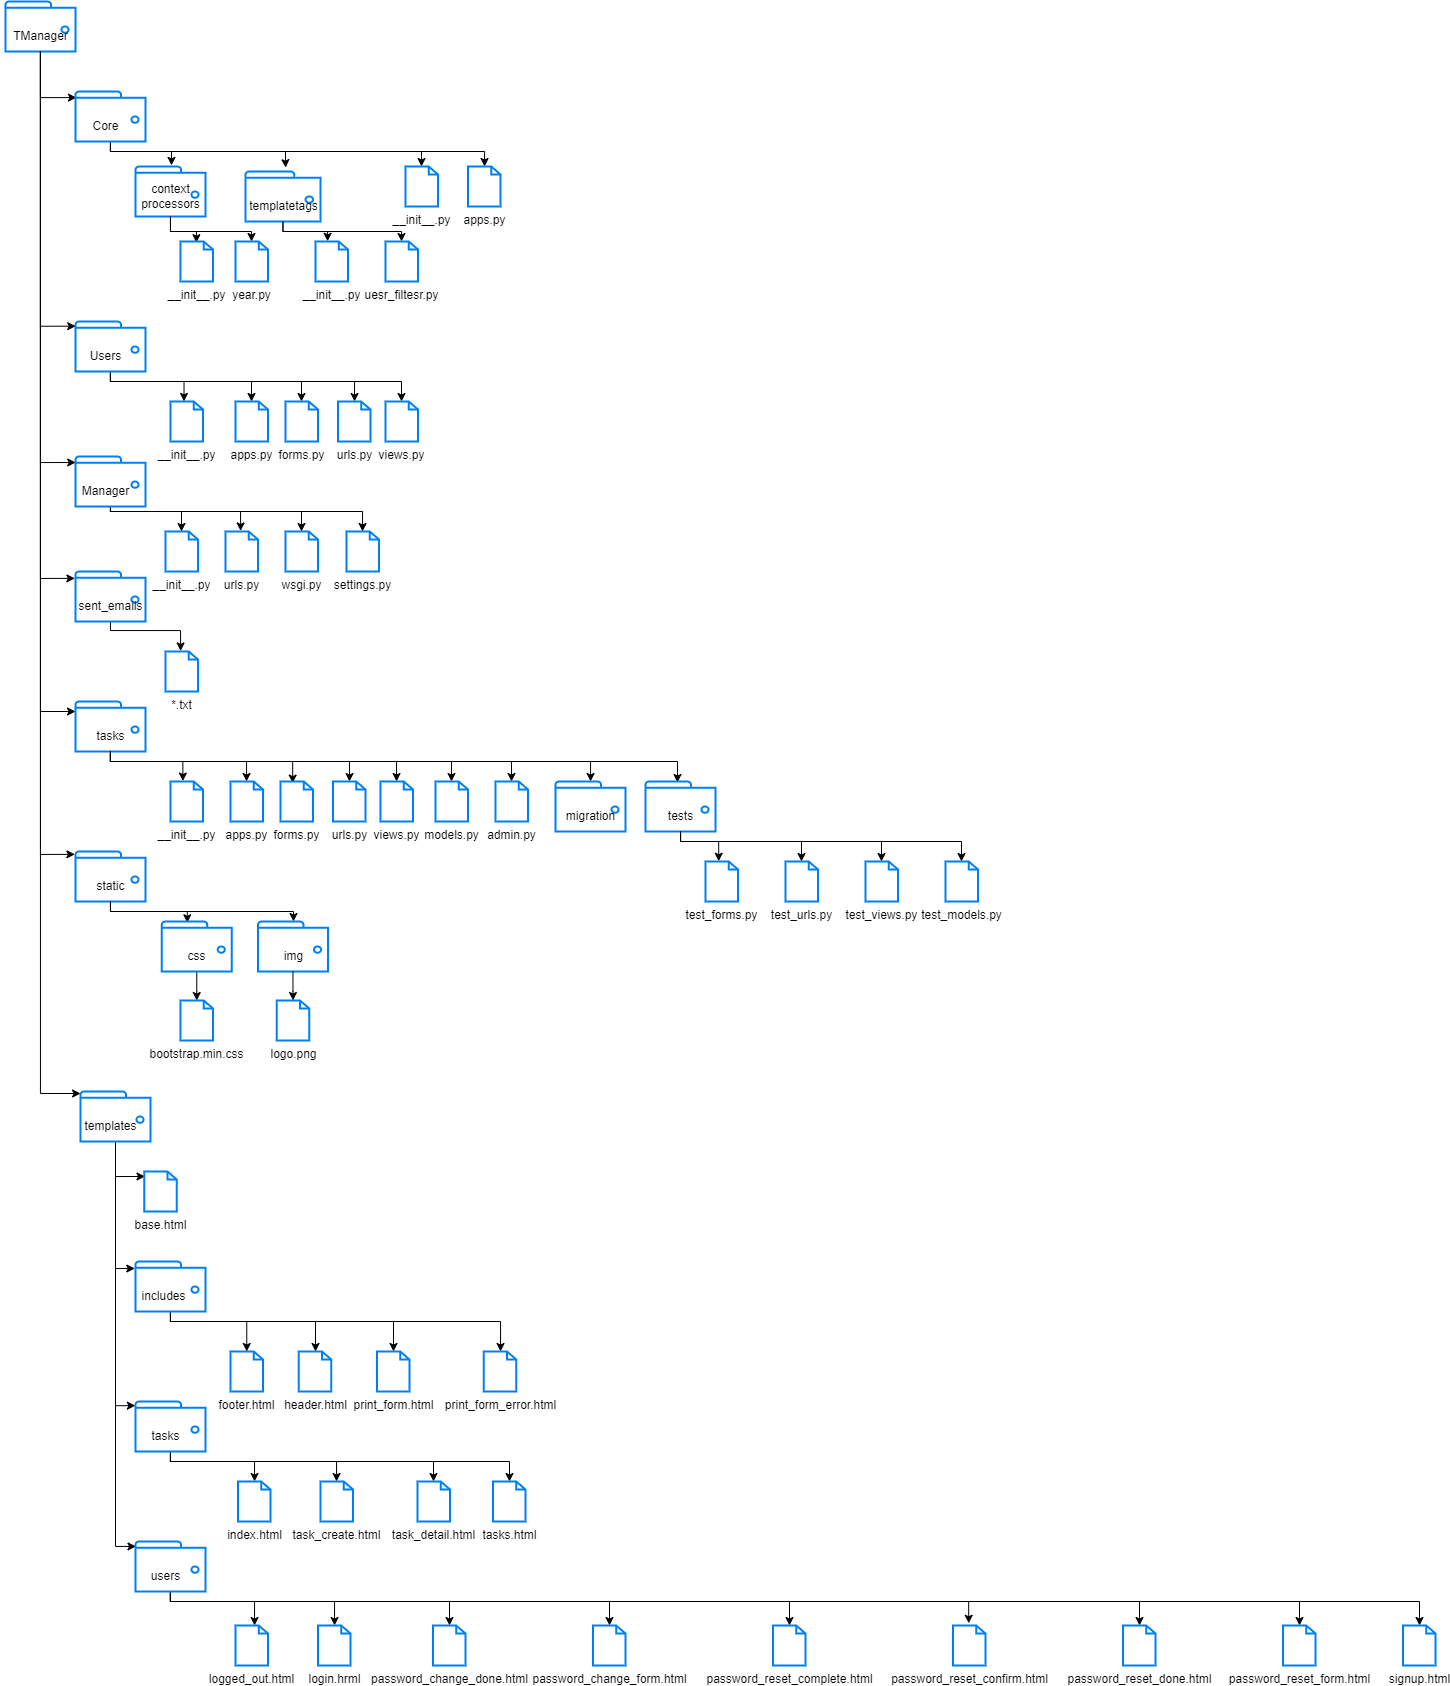 TManager
Core
context
processors
templatetags
__init__.py
apps.py
__init__.py
year.py
__init__.py
uesr_filtesr.py
Users
__init__.py
apps.py
forms.py
urls.py
views.py
Manager
__init__.py
urls.py
wsgi.py
settings.py
sent_emails
*.txt
tasks
__init__.py
apps.py
forms.py
urls.py
views.py
models.py
admin.py
migration
tests
test_forms.py
test_urls.py
test_views.py
test_models.py
static
css
img
bootstrap.min.css
logo.png
templates
base.html
includes
footer.html
header.html
print_form.html
print_form_error.html
tasks
index.html
task_create.html
task_detail.html
tasks.html
users
logged_out.html
login.hrml
password_change_done.html
password_change_form.html
password_reset_complete.html
password_reset_confirm.html
password_reset_done.html
password_reset_form.html
signup.html